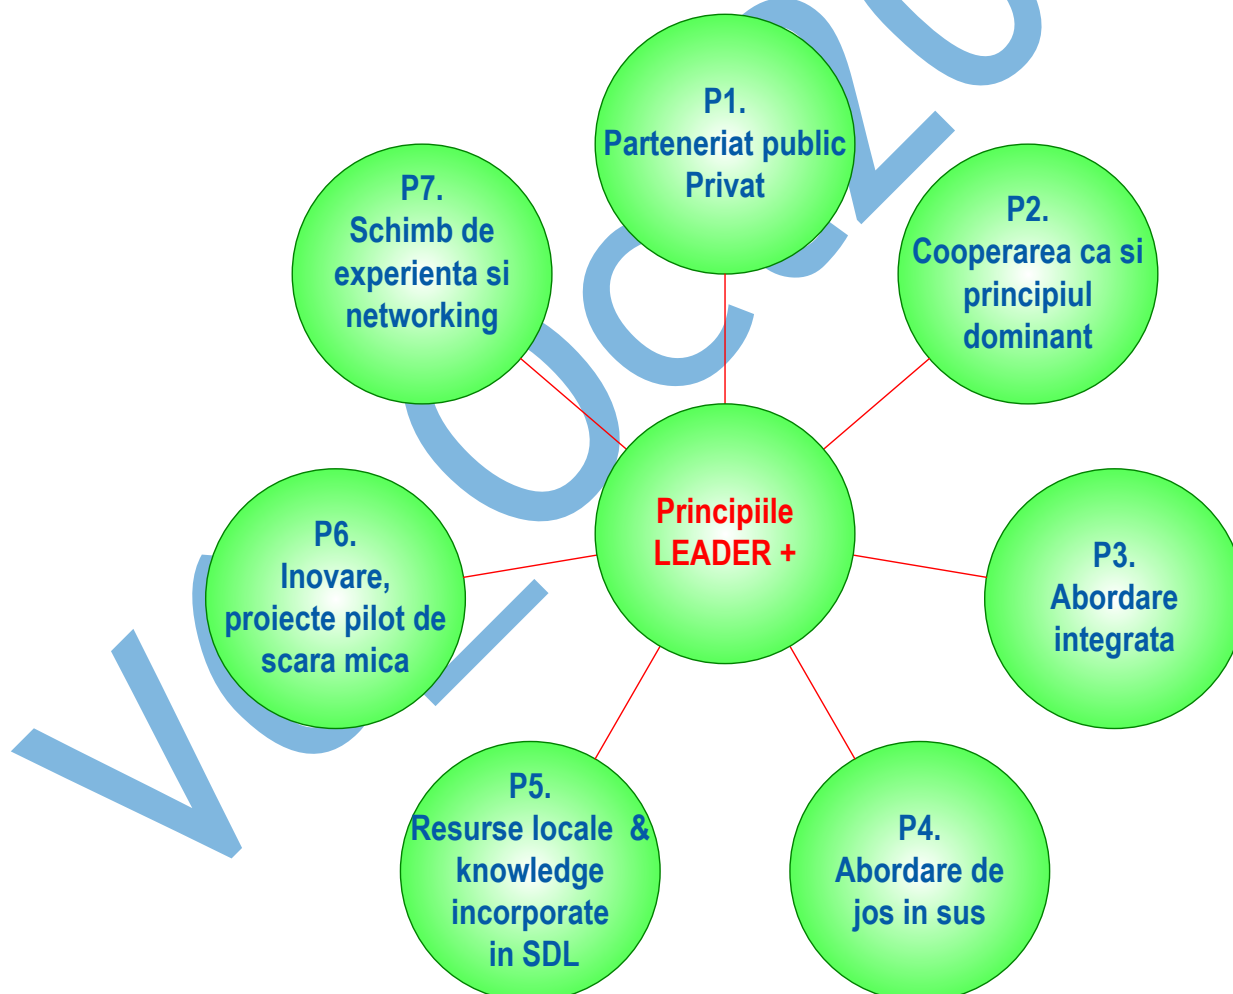 P1.
Parteneriat public
Privat
P2.
Cooperarea ca si
principiul
dominant
P3.
Abordare
integrata
P4.
Abordare de
jos in sus
P5.
Resurse locale &
knowledge
incorporate
in SDL
P6.
Inovare,
proiecte pilot de
scara mica
P7.
Schimb de
experienta si
networking
Principiile
LEADER +